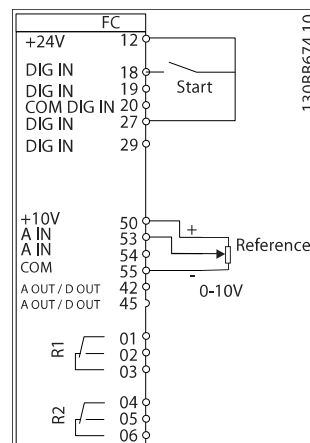 FC
+24V 12
DIG IN 18
DIG IN 19
COM DIG IN 20
DIG IN 27
DIG IN 29
Start
130BB674.10
+10V 50
A IN 53
A IN 54
COM 55
A OUT / D OUT 42
A OUT / D OUT 45
+
Reference
-
0-10V
R1
01
02
03
R2
04
05
06